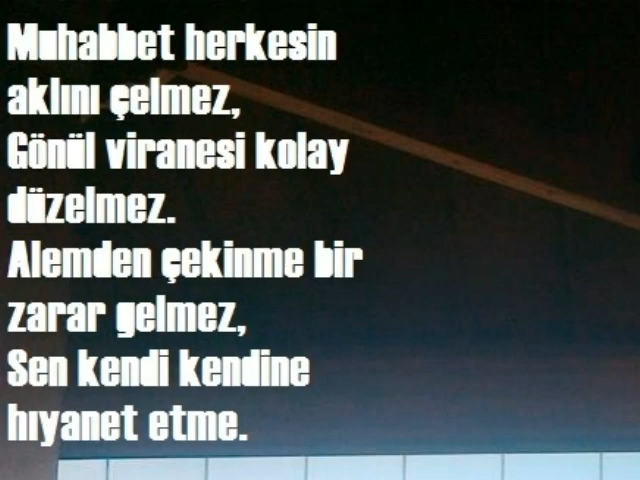 Muhabbet herkesin
aklını çelmez,
Gönül viranesi kolay
düzelmez.
Alemden çekinme bir
zarar gelmez,
Sen kendi kendine
hıyanet etme.